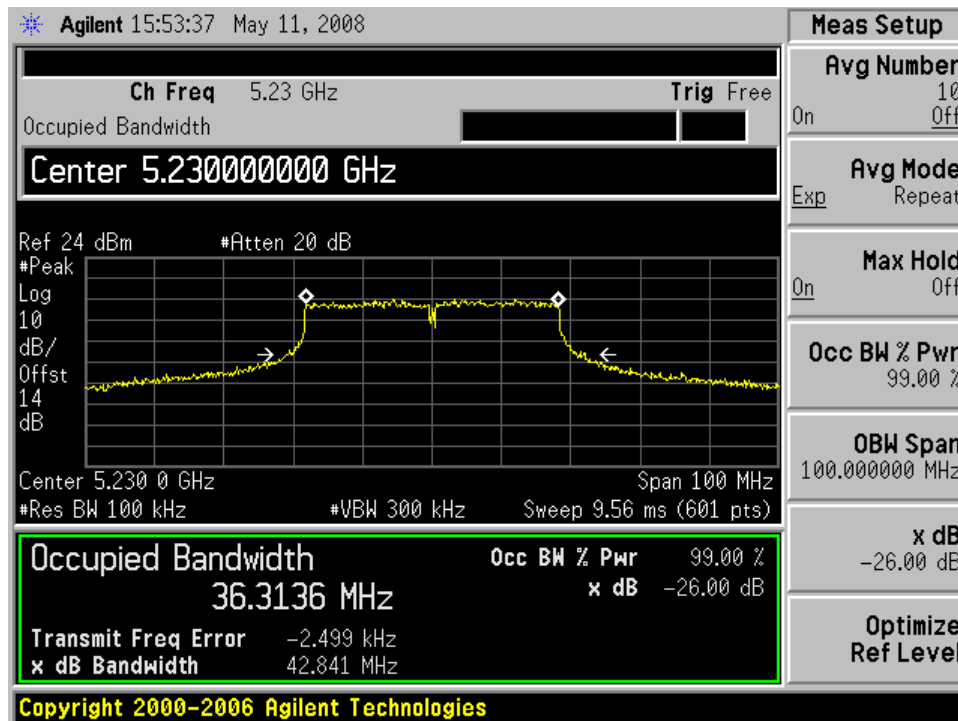 Agilent 15:53:37 May 11, 2008
Meas Setup
Ch Freq 5.23 GHz Trig Free
Occupied Bandwidth
Center 5.230000000 GHz
Ref 24 dBm #Atten 20 dB
#Peak
Log
10
dB/
Offst
14
dB
Center 5.230 0 GHz Span 100 MHz
#Res BW 100 kHz #VBW 300 kHz Sweep 9.56 ms (601 pts)
Occupied Bandwidth Occ BW % Pwr 99.00 %
36.3136 MHz x dB -26.00 dB
Transmit Freq Error -2.499 kHz
x dB Bandwidth 42.841 MHz
Copyright 2000-2006 Agilent Technologies
Avg Number
10
On Off
Avg Mode
Exp Repeat
Max Hold
On Off
Occ BW % Pwr
99.00 %
OBW Span
100.000000 MHz
x dB
-26.00 dB
Optimize
Ref Level